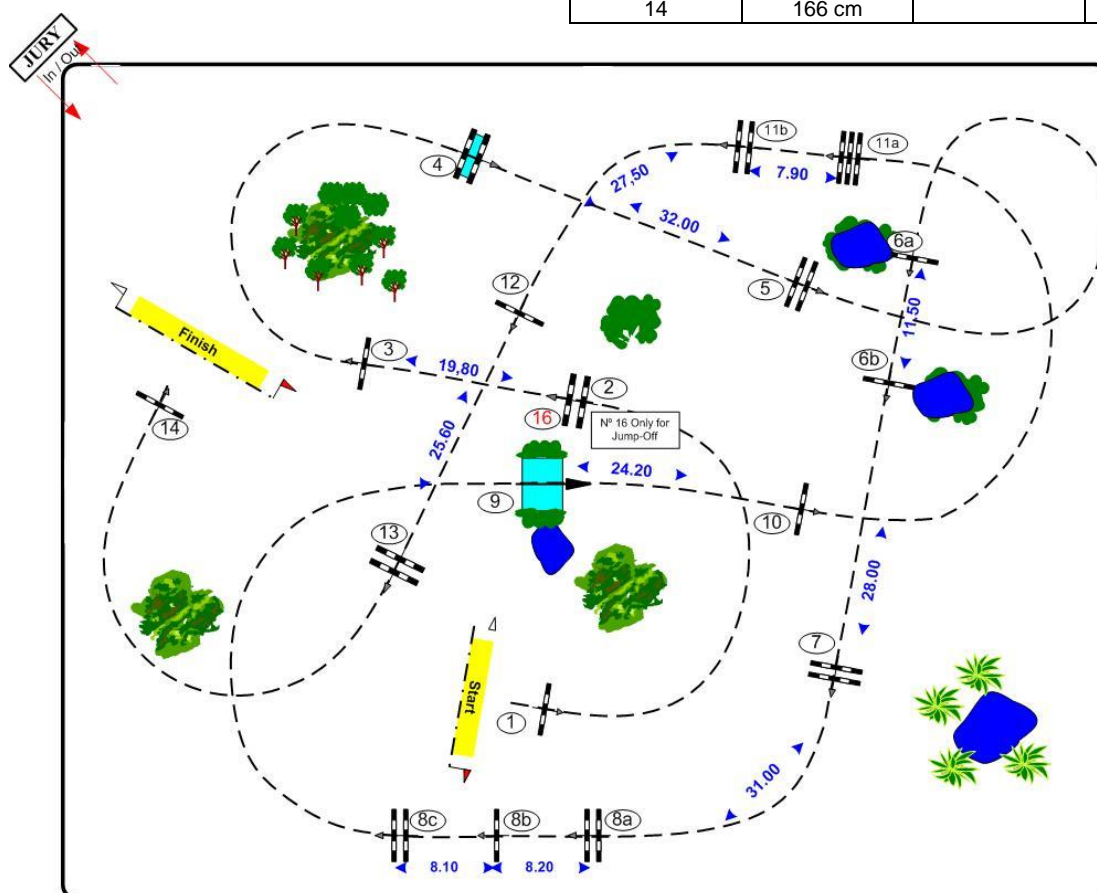 14 166 cm
JURY
In / Out
11b
11a
4
7.90
27,50
32.00
6a
12
5
11.50
Finish
3
6b
19,80
2
14
16
Nº 16 Only for
Jump-Off
25.60
24.20
9
10
13
28.00
7
Start
1
31.00
8c
8b
8a
8.10
8.20